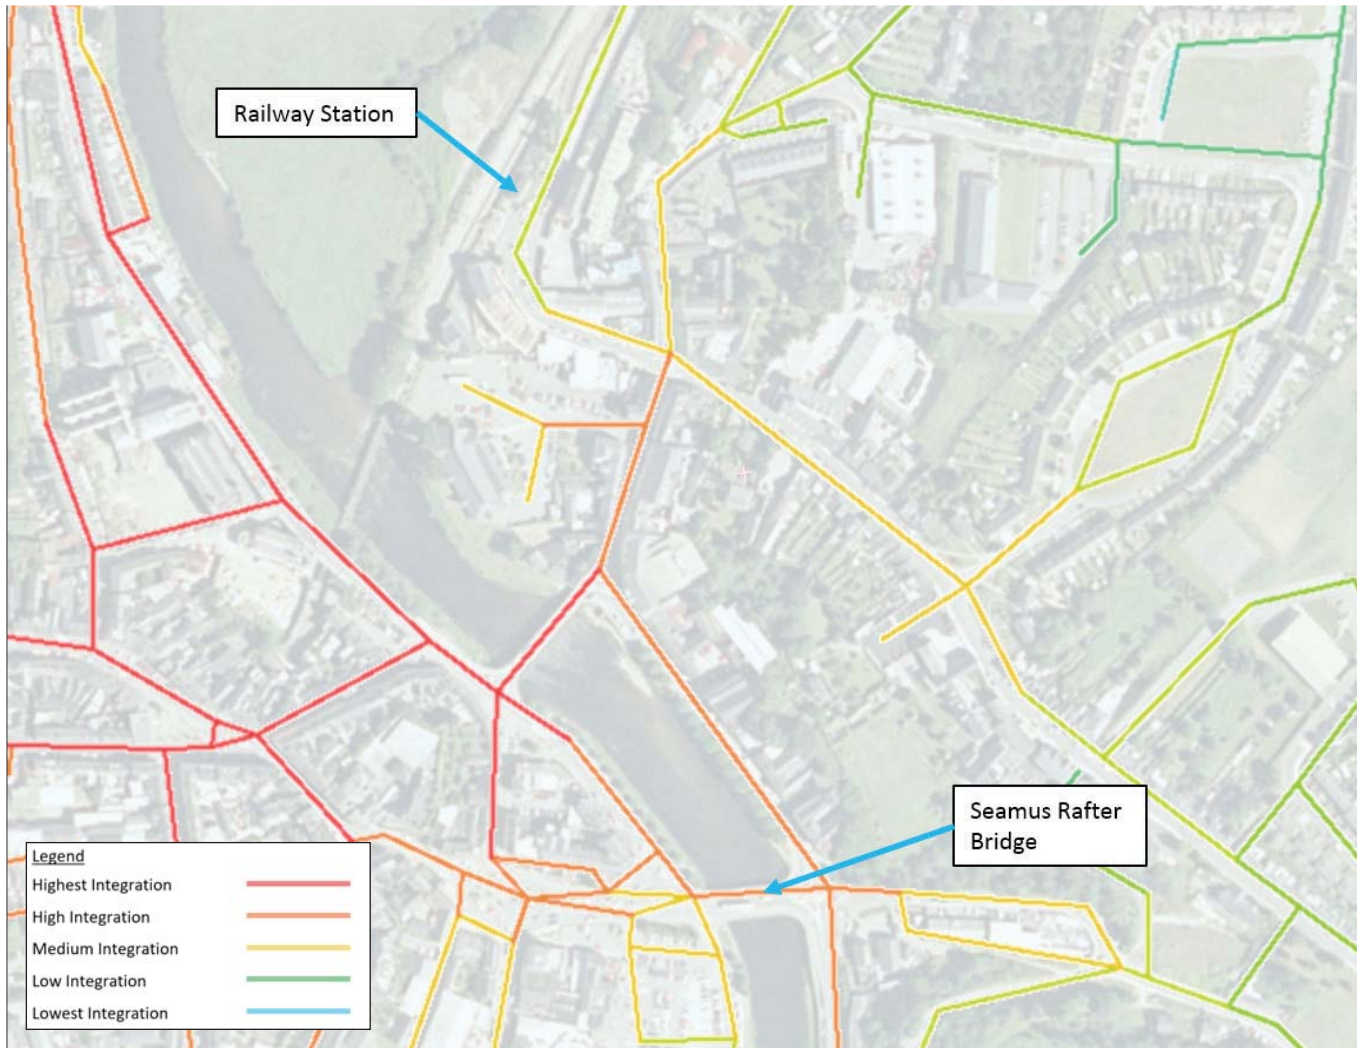 Railway Station
Seamus Rafter
Bridge
Legend
Highest Integration
High Integration
Medium Integration
Low Integration
Lowest Integration